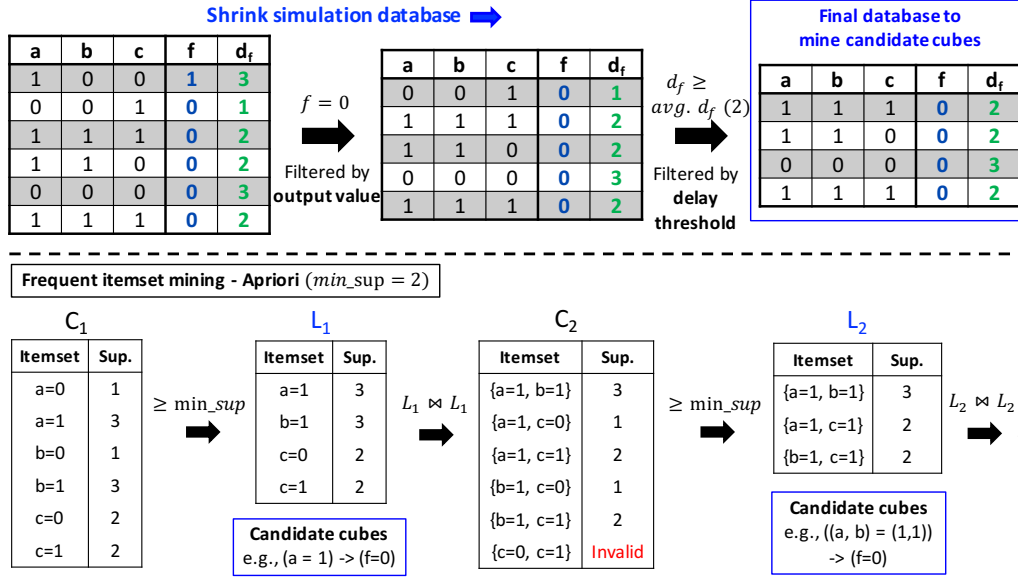 Shrink simulation database
a b c f d_f
1 0 0 1 3
0 0 1 0 1
1 1 1 0 2
1 1 0 0 2
0 0 0 0 3
1 1 1 0 2
f = 0
Filtered by
output value
a b c f d_f
0 0 1 0 1
1 1 1 0 2
1 1 0 0 2
0 0 0 0 3
1 1 1 0 2
d_f ≥
avg. d_f (2)
Filtered by
delay
threshold
Final database to
mine candidate cubes
a b c f d_f
1 1 1 0 2
1 1 0 0 2
0 0 0 0 3
1 1 1 0 2
Frequent itemset mining - Apriori (min_sup = 2)
C₁
Itemset Sup.
a=0 1
a=1 3
b=0 1
b=1 3
c=0 2
c=1 2
≥ min_sup
L₁
Itemset Sup.
a=1 3
b=1 3
c=0 2
c=1 2
Candidate cubes
e.g., (a = 1) -> (f=0)
L₁ ⋈ L₁
C₂
Itemset Sup.
{a=1, b=1} 3
{a=1, c=0} 1
{a=1, c=1} 2
{b=1, c=0} 1
{b=1, c=1} 2
{c=0, c=1} Invalid
≥ min_sup
L₂
Itemset Sup.
{a=1, b=1} 3
{a=1, c=1} 2
{b=1, c=1} 2
Candidate cubes
e.g., ((a, b) = (1,1))
-> (f=0)
L₂ ⋈ L₂